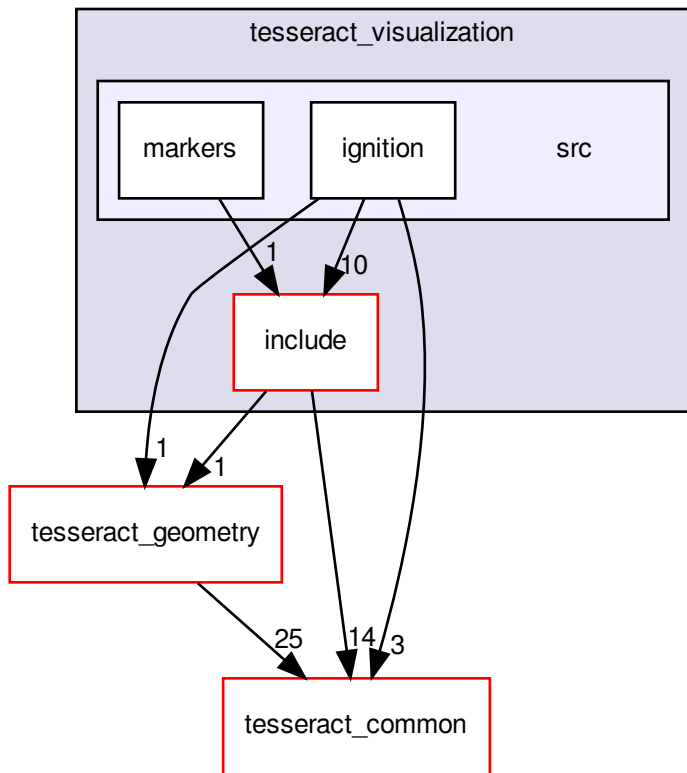 tesseract_visualization
markers
ignition
src
1
10
include
1
1
tesseract_geometry
25
14
3
tesseract_common